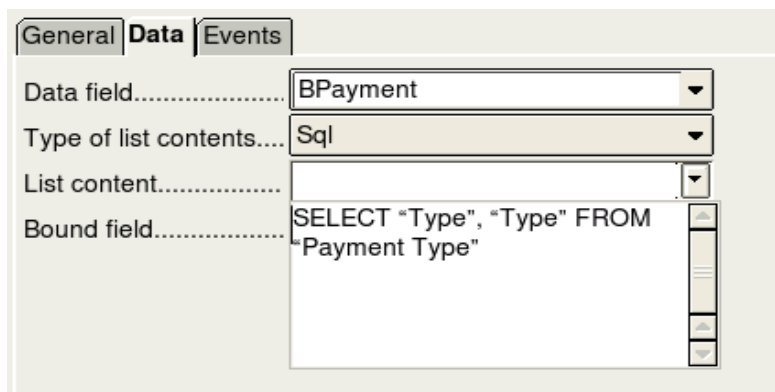 General Data Events
Data field..................... BPayment
Type of list contents.... Sql
List content.................
Bound field................... SELECT “Type”, “Type” FROM
“Payment Type”